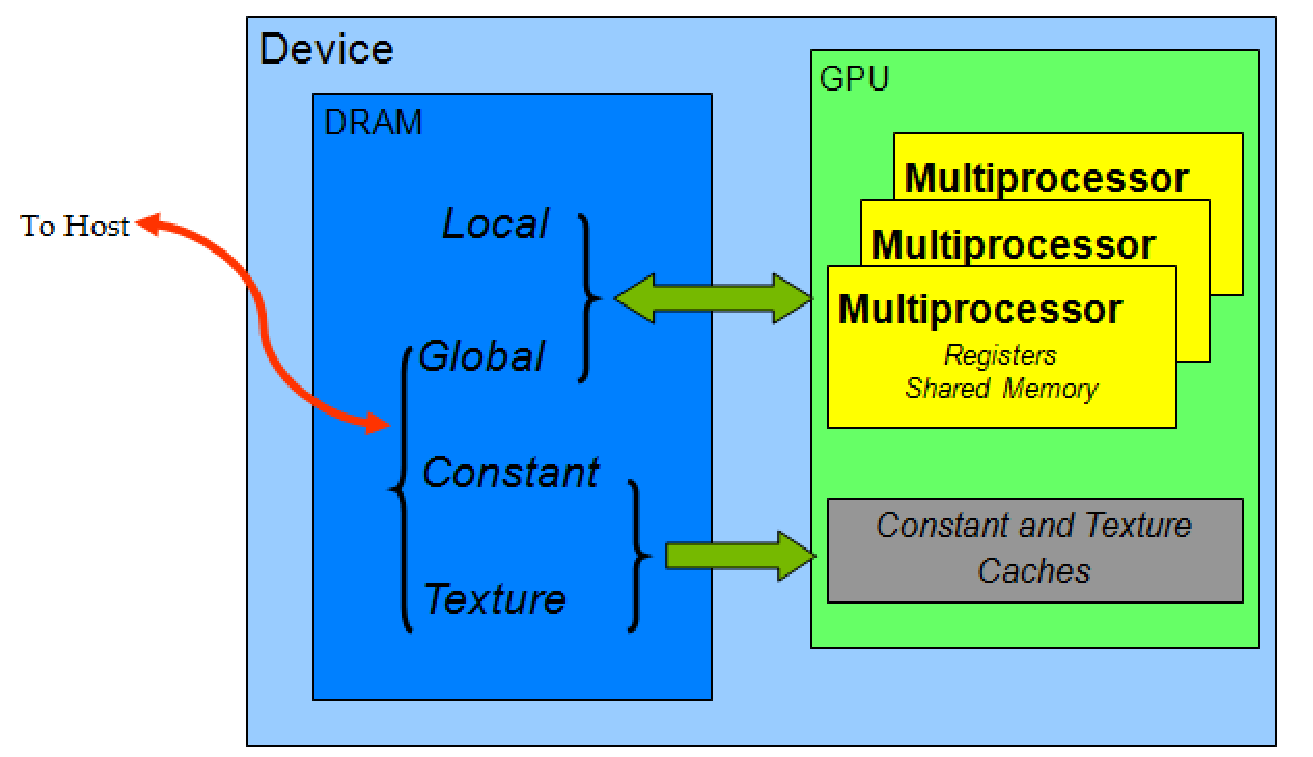 Device
GPU
DRAM
Multiprocessor
To Host
Local
Multiprocessor
Multiprocessor
Global
Registers
Shared Memory
Constant
Texture
Constant and Texture
Caches